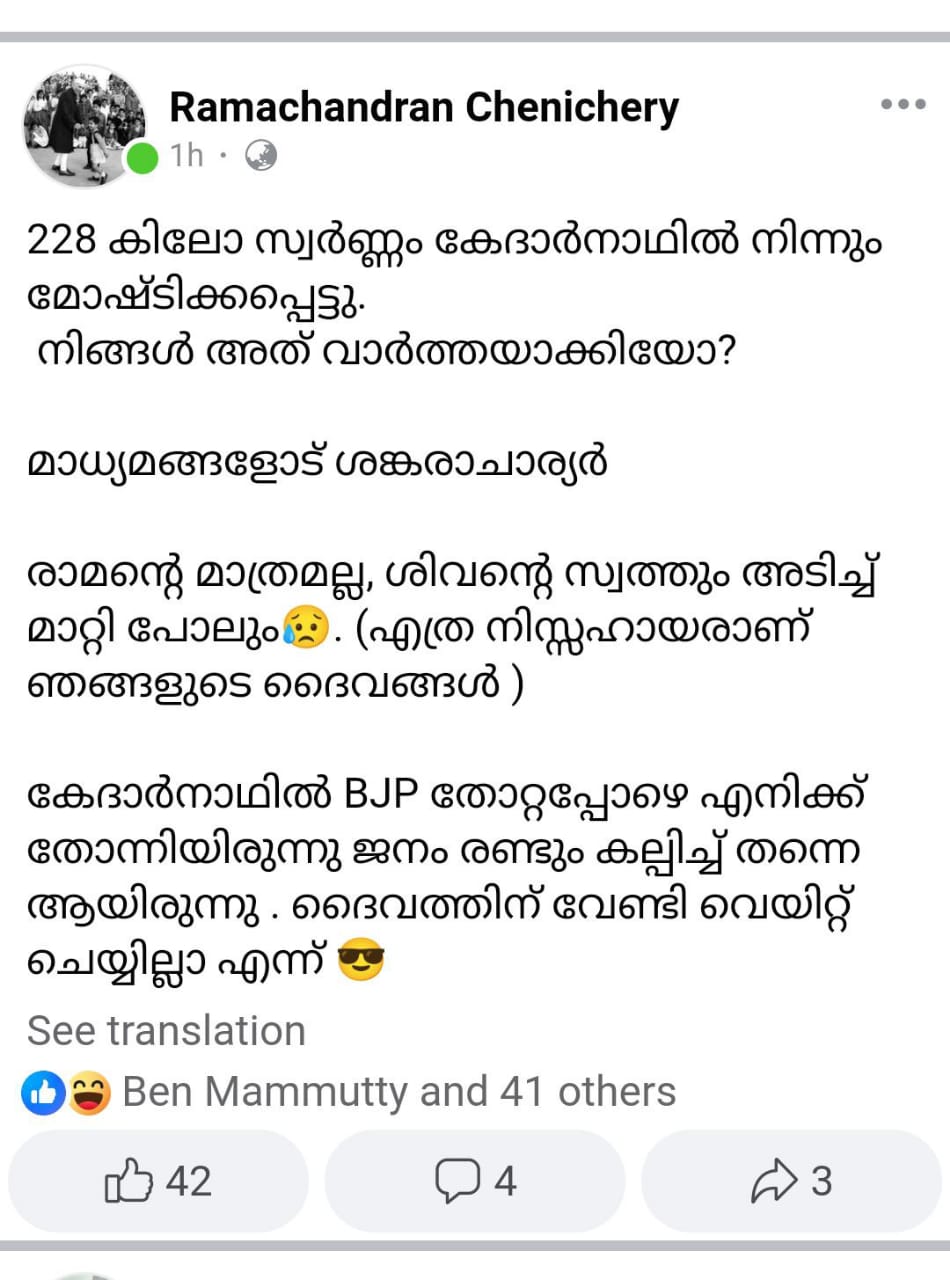 Ramachandran Chenichery
1h ·
228 കിലോ സ്വർണ്ണം കേദാർനാഥിൽ നിന്നും
മോഷ്ടിക്കപ്പെട്ടു.
നിങ്ങൾ അത് വാർത്തയാക്കിയോ?
മാധ്യമങ്ങളോട് ശങ്കരാചാര്യർ
രാമന്റെ മാത്രമല്ല, ശിവന്റെ സ്വത്തും അടിച്ച്
മാറ്റി പോലും😥. (എത്ര നിസ്സഹായരാണ്
ഞങ്ങളുടെ ദൈവങ്ങൾ )
കേദാർനാഥിൽ BJP തോറ്റപ്പോഴെ എനിക്ക്
തോന്നിയിരുന്നു ജനം രണ്ടും കല്പിച്ച് തന്നെ
ആയിരുന്നു . ദൈവത്തിന് വേണ്ടി വെയിറ്റ്
ചെയ്യില്ലാ എന്ന് 😎
See translation
Ben Mammutty and 41 others
42
4
3